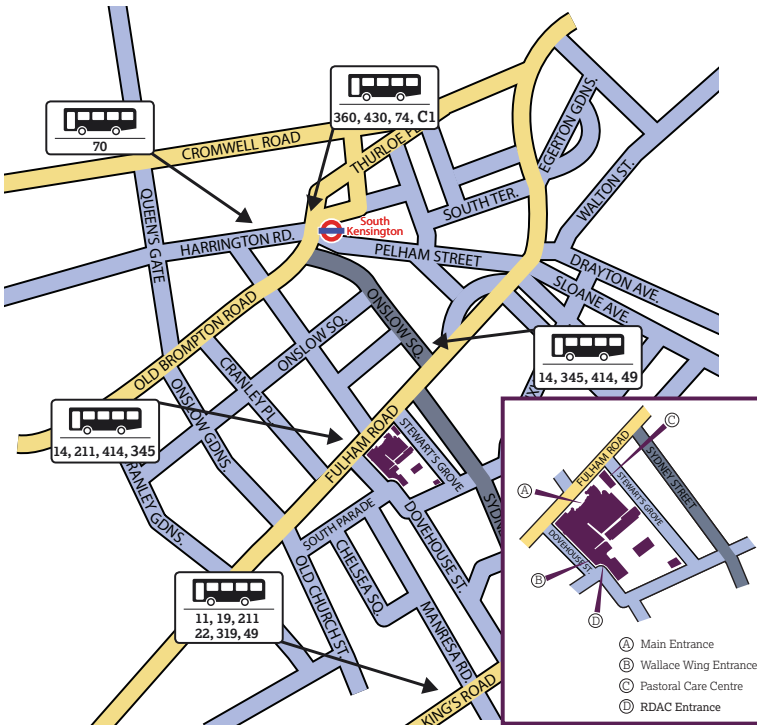 360, 430, 74, C1
70
CROMWELL ROAD
EGERTON GDNS.
WALTON ST.
SOUTH TER.
QUEEN'S GATE
HARRINGTON RD.
South
Kensington
PELHAM STREET
DRAYTON AVE.
SLOANE AVE.
OLD BROMPTON ROAD
ONSLOW SQ.
ONSLOW SQ.
CRANLEY PL.
ONSLOW GDNS.
14, 345, 414, 49
14, 211, 414, 345
FULHAM ROAD
STEWART'S GROVE
SOUTH PARADE
DOVEHOUSE ST.
CHELSEA SQ.
OLD CHURCH ST.
MANRESA RD.
KING'S ROAD
11, 19, 211
22, 319, 49
FULHAM ROAD
SYDNEY STREET
STEWART'S GROVE
DOVEHOUSE ST.
A
B
C
D
A Main Entrance
B Wallace Wing Entrance
C Pastoral Care Centre
D RDAC Entrance